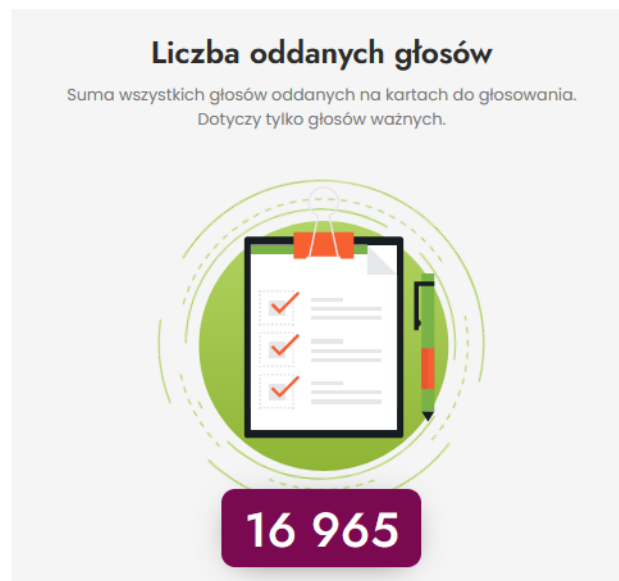 Liczba oddanych głosów
Suma wszystkich głosów oddanych na kartach do głosowania.
Dotyczy tylko głosów ważnych.
16 965